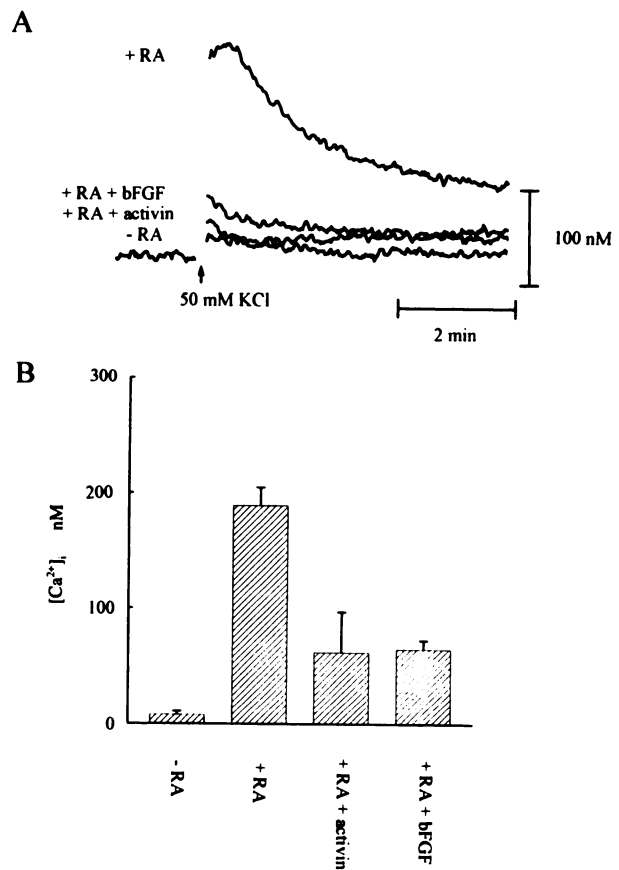 A
+ RA
+ RA + bFGF
+ RA + activin
- RA
50 mM KCl
100 nM
2 min
B
300
200
100
0
[Ca²⁺]ᵢ nM
- RA
+ RA
+ RA + activin
+ RA + bFGF